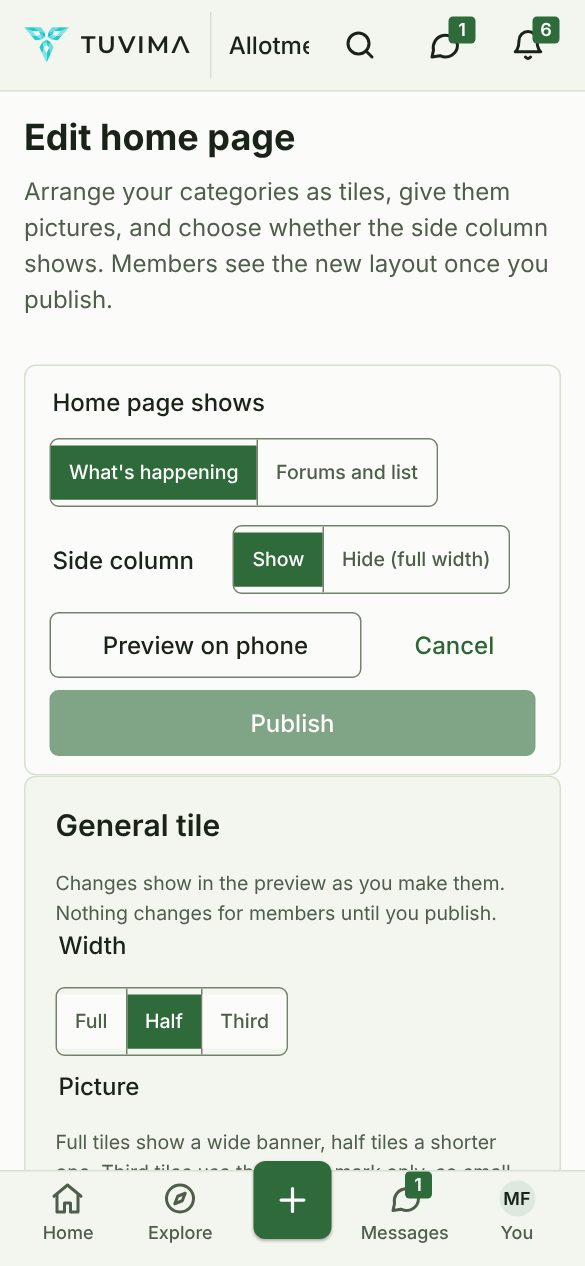 TUVIMA
Allotme
1
6
Edit home page
Arrange your categories as tiles, give them
pictures, and choose whether the side column
shows. Members see the new layout once you
publish.
Home page shows
What's happening
Forums and list
Side column
Show
Hide (full width)
Preview on phone
Cancel
Publish
General tile
Changes show in the preview as you make them.
Nothing changes for members until you publish.
Width
Full
Half
Third
Picture
Full tiles show a wide banner, half tiles a shorter
1
MF
Home
Explore
Messages
You